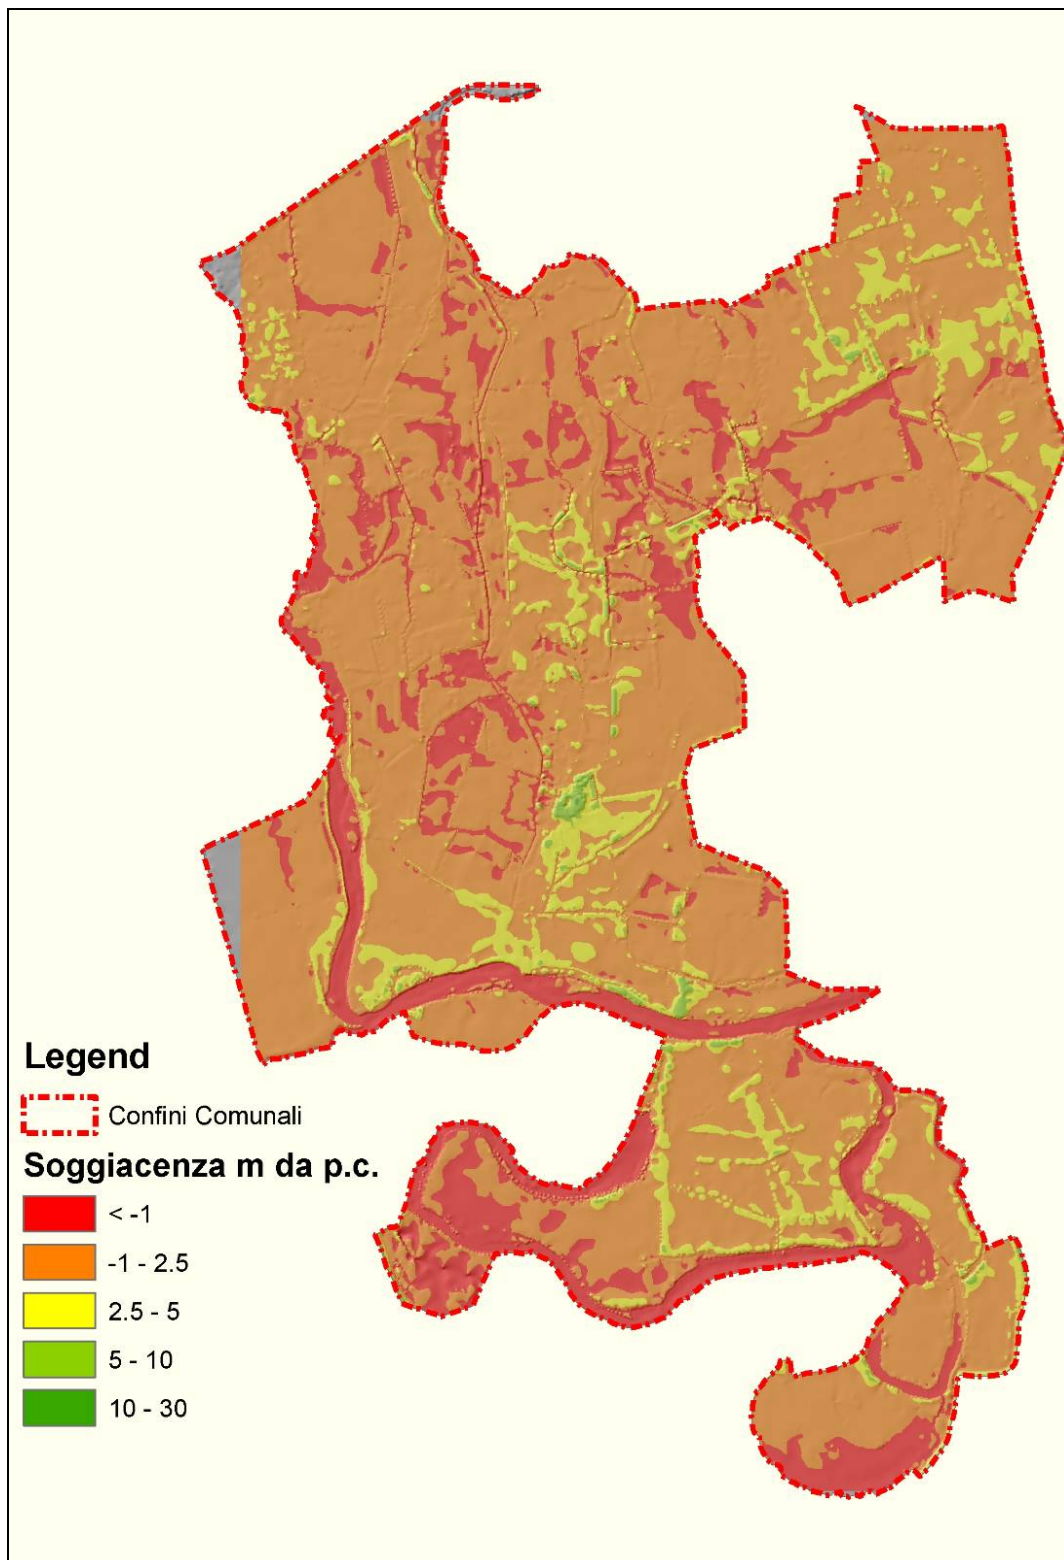 Legend
Confini Comunali
Soggiacenza m da p.c.
< -1
-1 - 2.5
2.5 - 5
5 - 10
10 - 30